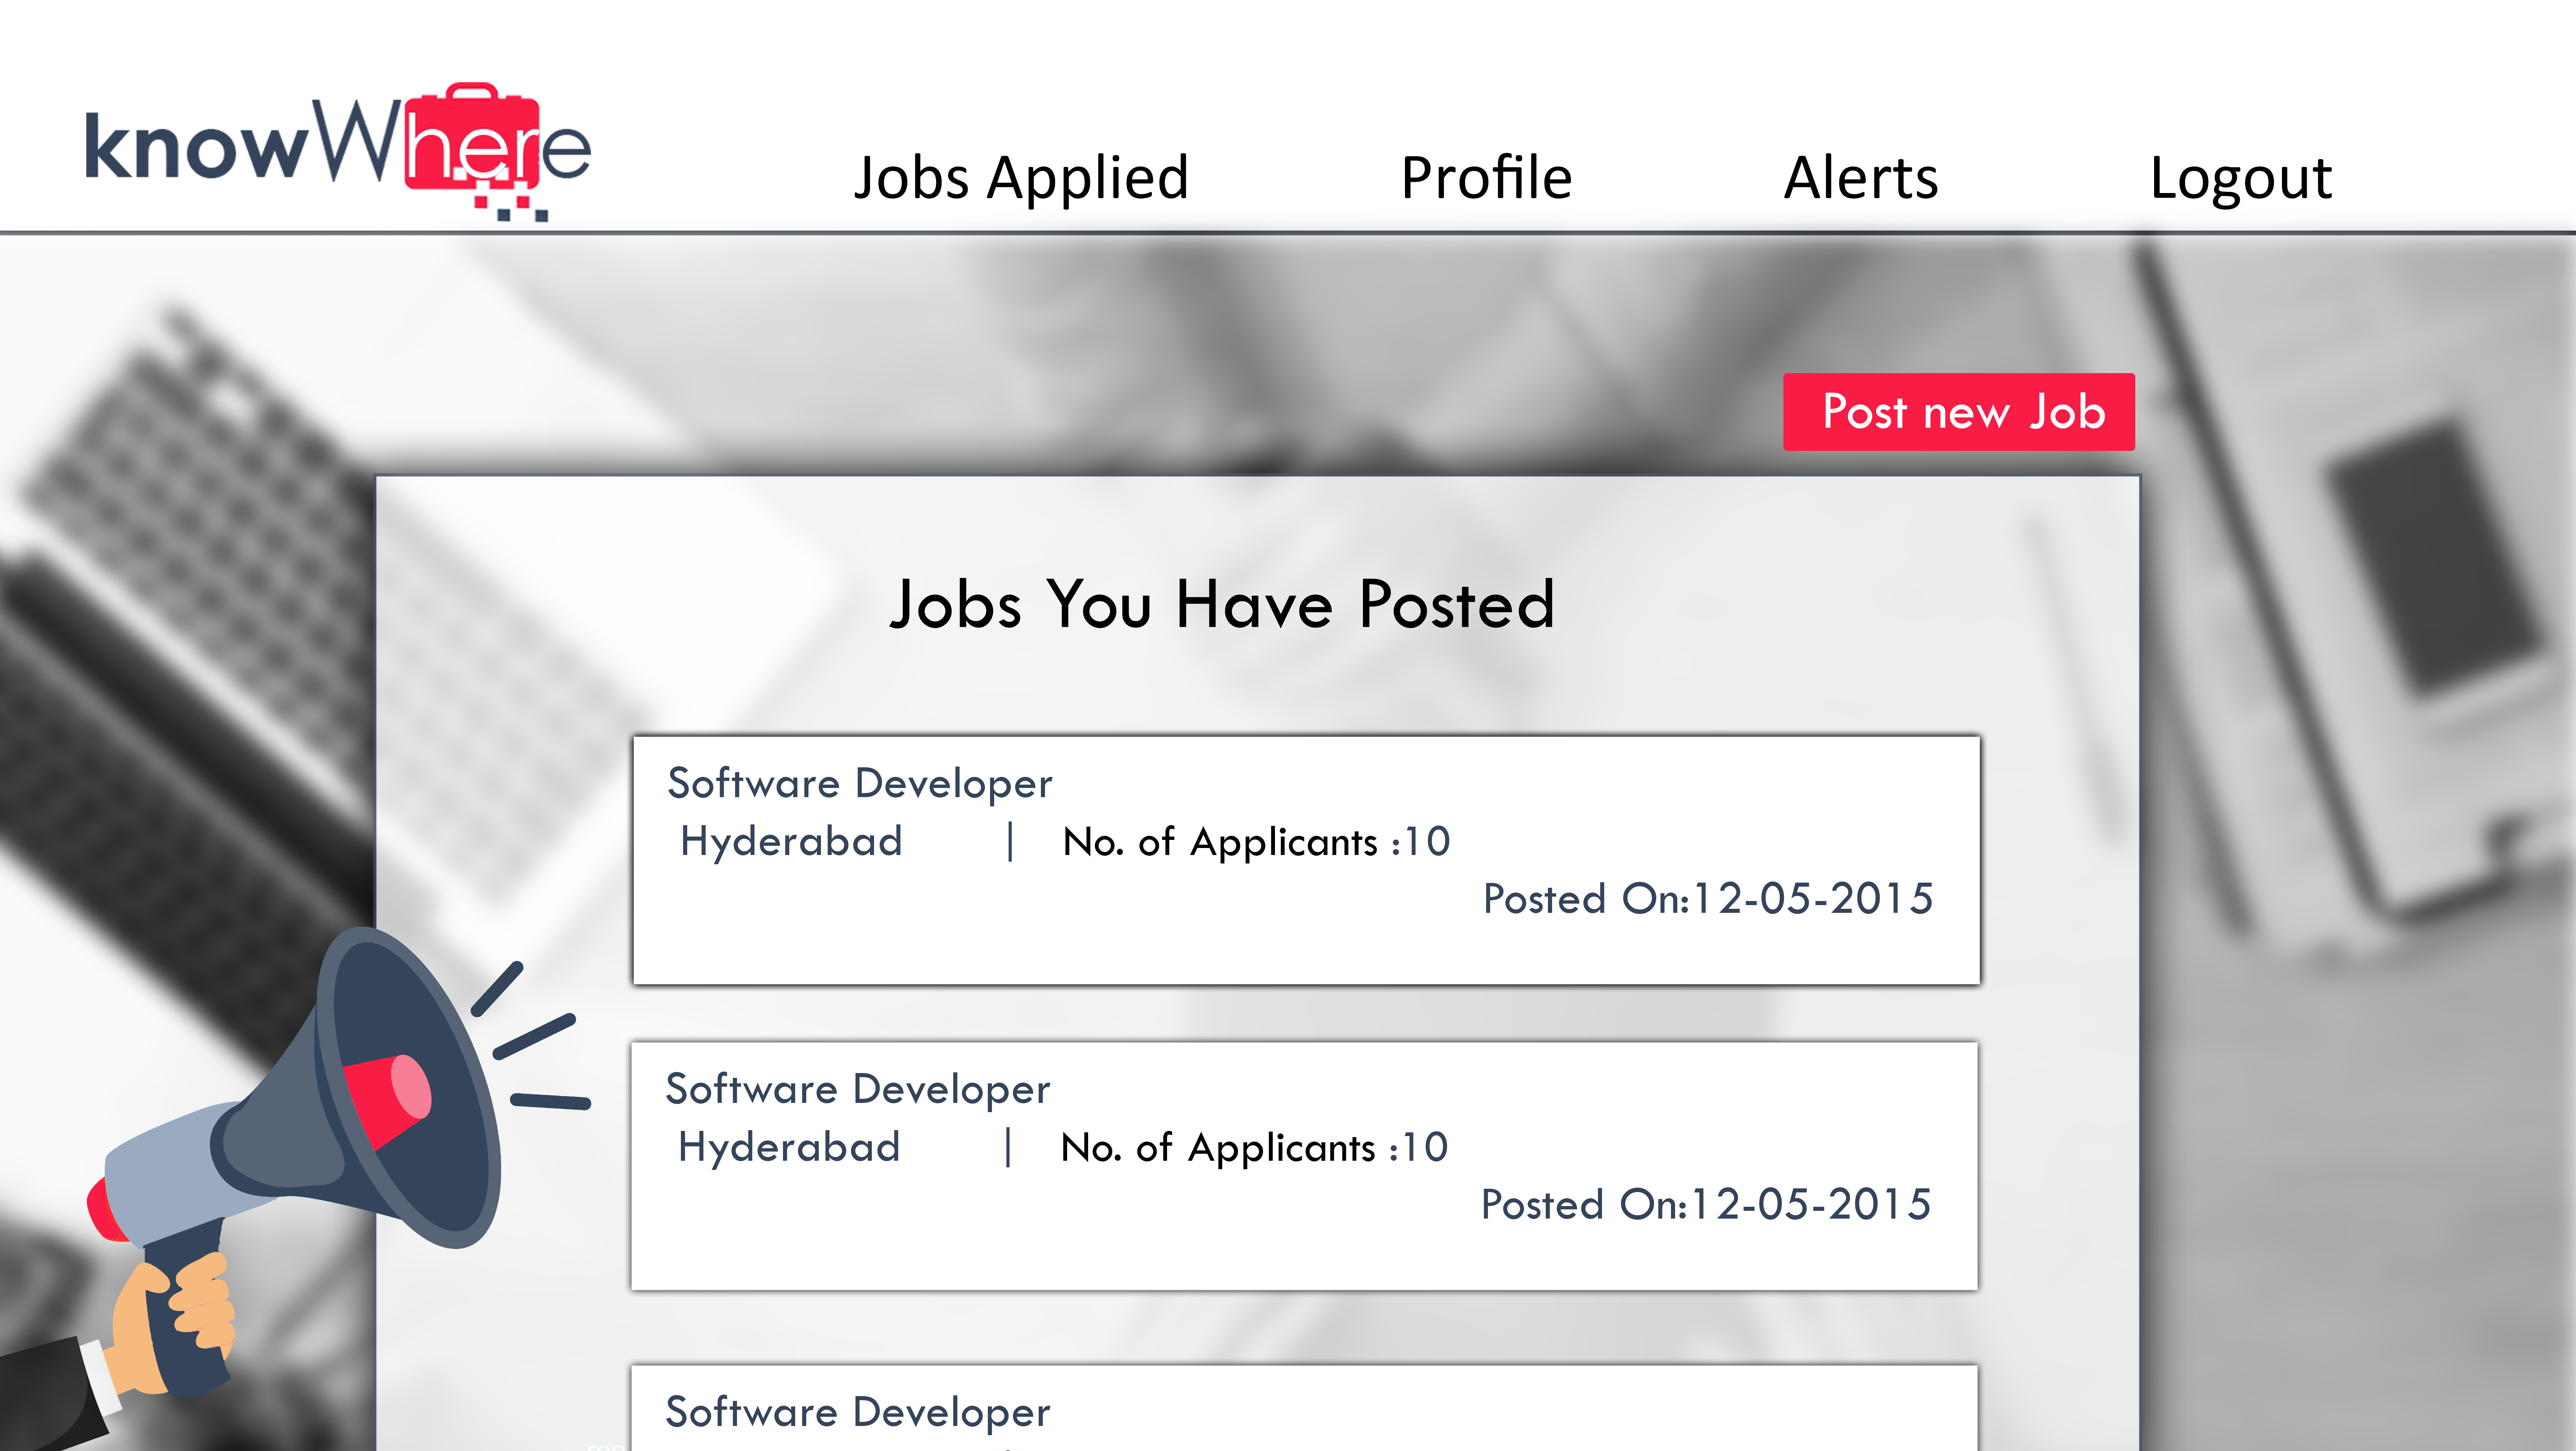 knowWhere
Jobs Applied Profile Alerts Logout
Post new Job
Jobs You Have Posted
Software Developer
Hyderabad | No. of Applicants :10
Posted On:12-05-2015
Software Developer
Hyderabad | No. of Applicants :10
Posted On:12-05-2015
Software Developer